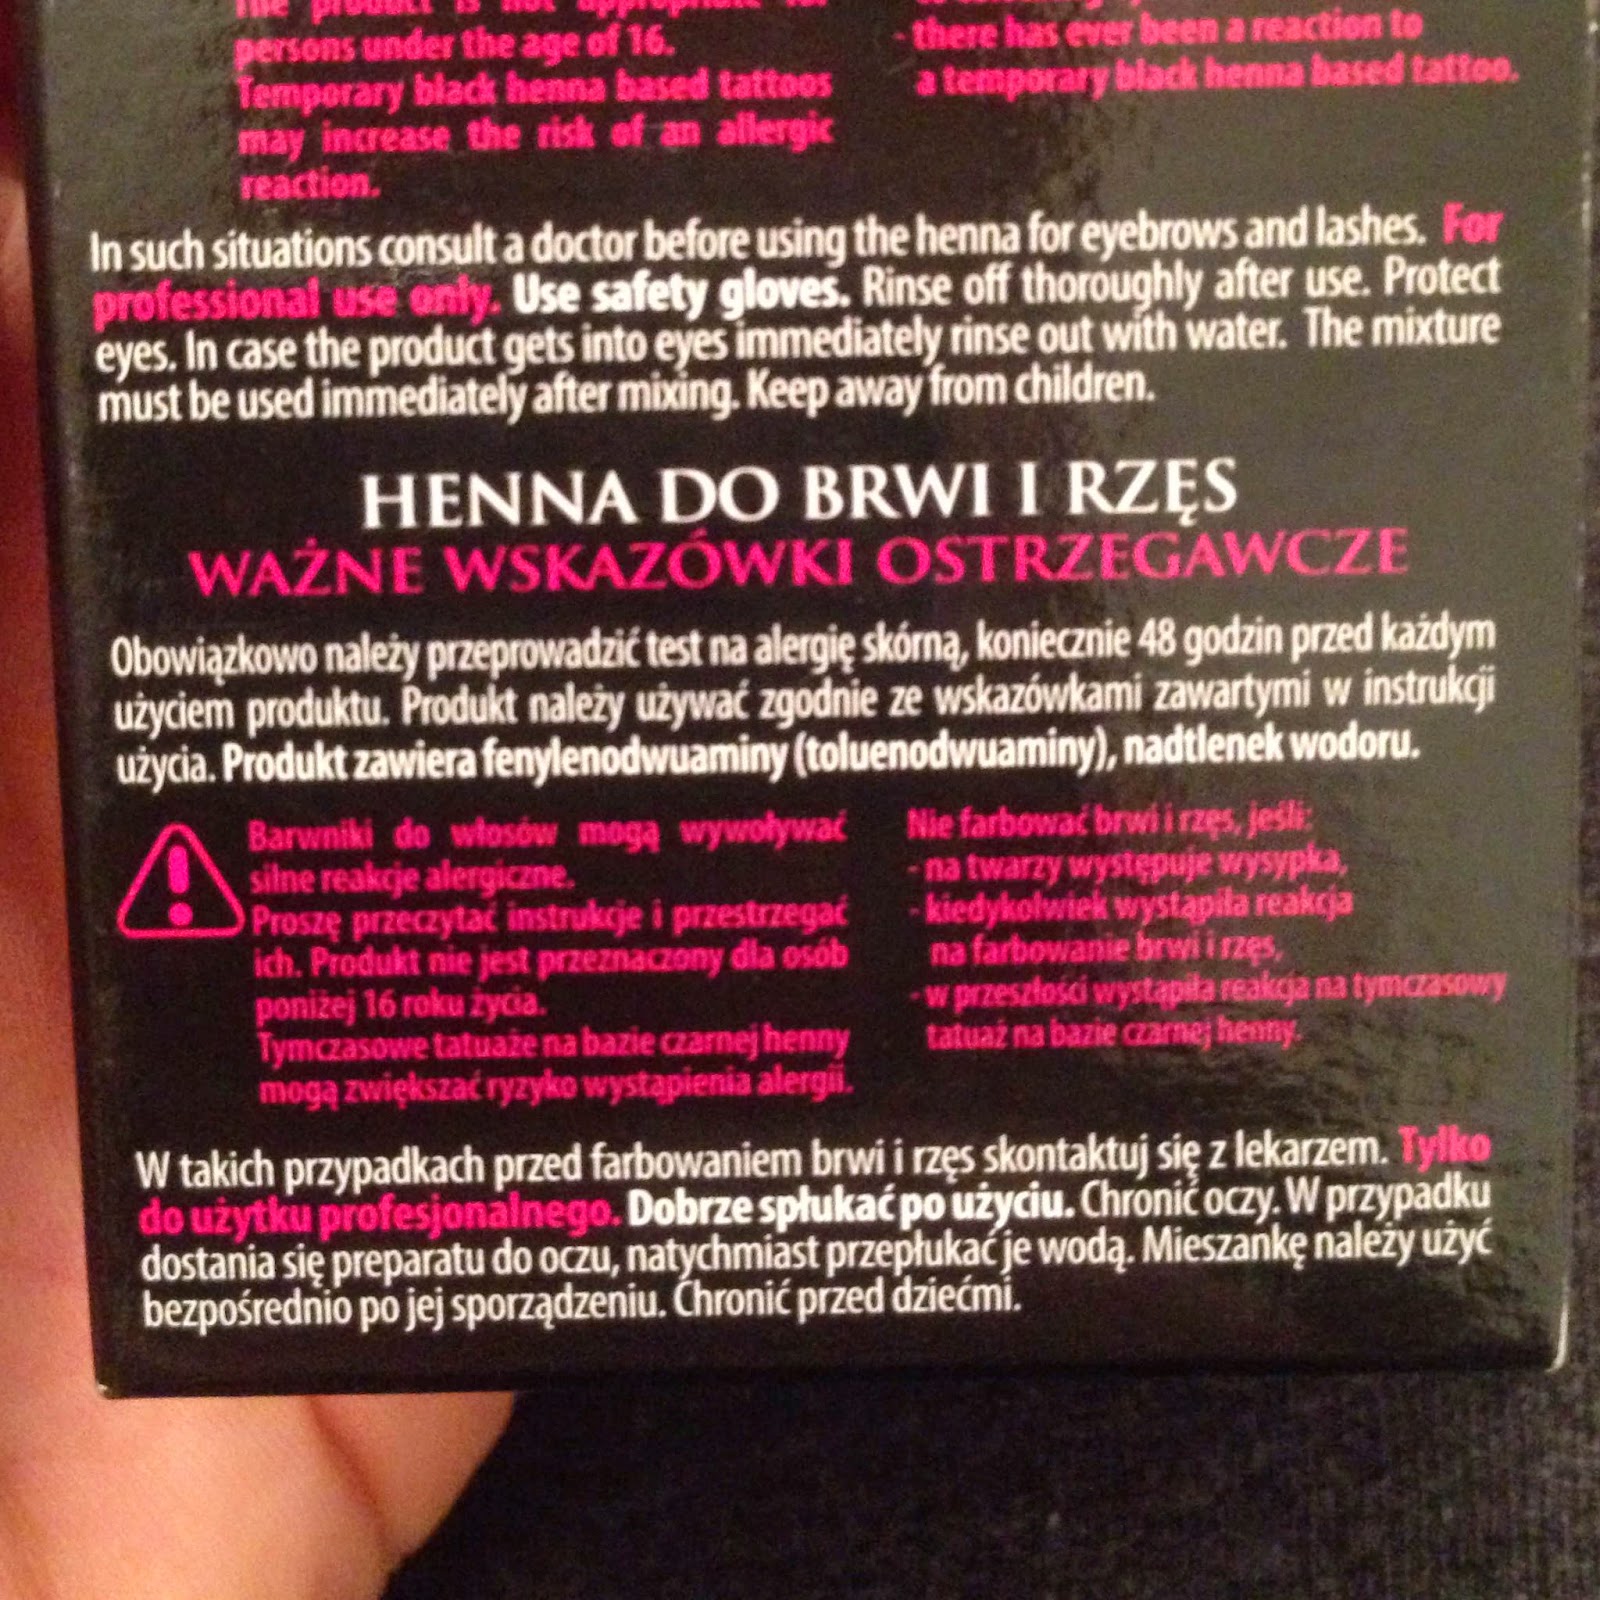 The product is not appropriate for
persons under the age of 16.
Temporary black henna based tattoos
may increase the risk of an allergic
reaction.
- there has ever been a reaction to
a temporary black henna based tattoo.
In such situations consult a doctor before using the henna for eyebrows and lashes. For
professional use only. Use safety gloves. Rinse off thoroughly after use. Protect
eyes. In case the product gets into eyes immediately rinse out with water. The mixture
must be used immediately after mixing. Keep away from children.
HENNA DO BRWI I RZĘS
WAŻNE WSKAZÓWKI OSTRZEGAWCZE
Obowiązkowo należy przeprowadzić test na alergię skórną, koniecznie 48 godzin przed każdym
użyciem produktu. Produkt należy używać zgodnie ze wskazówkami zawartymi w instrukcji
użycia. Produkt zawiera fenylenodwuaminy (toluenodwuaminy), nadtlenek wodoru.
Barwniki do włosów mogą wywoływać
silne reakcje alergiczne.
Proszę przeczytać instrukcje i przestrzegać
ich. Produkt nie jest przeznaczony dla osób
poniżej 16 roku życia.
Tymczasowe tatuaże na bazie czarnej henny
mogą zwiększać ryzyko wystąpienia alergii.
Nie farbować brwi i rzęs, jeśli:
- na twarzy występuje wysypka,
- kiedykolwiek wystąpiła reakcja
na farbowanie brwi i rzęs,
- w przeszłości wystąpiła reakcja na tymczasowy
tatuaż na bazie czarnej henny.
W takich przypadkach przed farbowaniem brwi i rzęs skontaktuj się z lekarzem. Tylko
do użytku profesjonalnego. Dobrze spłukać po użyciu. Chronić oczy. W przypadku
dostania się preparatu do oczu, natychmiast przepłukać je wodą. Mieszankę należy użyć
bezpośrednio po jej sporządzeniu. Chronić przed dziećmi.